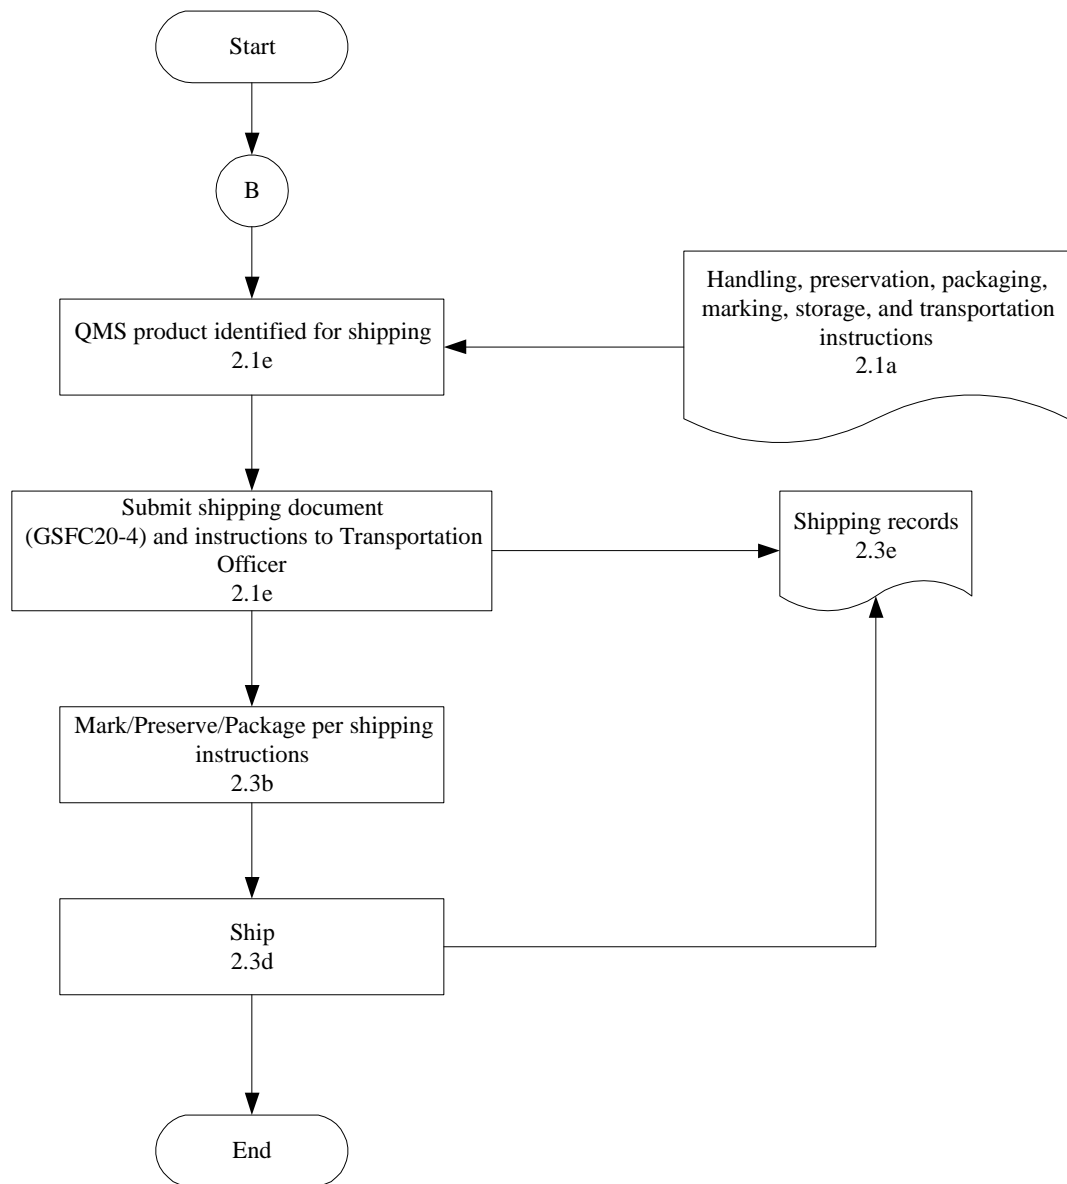 Start
B
Handling, preservation, packaging,
marking, storage, and transportation
instructions
2.1a
QMS product identified for shipping
2.1e
Submit shipping document
(GSFC20-4) and instructions to Transportation
Officer
2.1e
Shipping records
2.3e
Mark/Preserve/Package per shipping
instructions
2.3b
Ship
2.3d
End